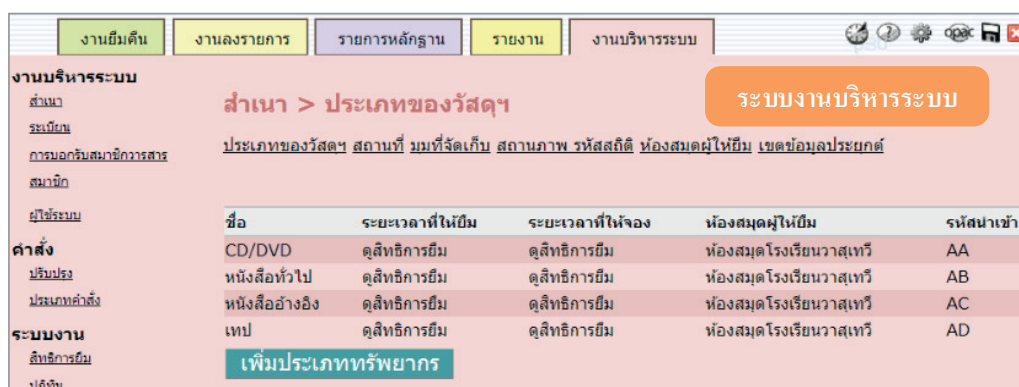 งานยืมคืน งานลงรายการ รายการหลักฐาน รายงาน งานบริหารระบบ opac
งานบริหารระบบ
สำเนา
ระเบียน
การบอกรับสมาชิกวารสาร
สมาชิก
ผู้ใช้ระบบ
คำสั่ง
ปรับปรุง
ประเภทคำสั่ง
ระบบงาน
สิทธิการยืม
ปฏิทิน
ระบบงานบริหารระบบ
สำเนา > ประเภทของวัสดุฯ
ประเภทของวัสดุฯ สถานที่ มุมที่จัดเก็บ สถานภาพ รหัสสถิติ ห้องสมุดผู้ให้ยืม เขตข้อมูลประยุกต์
ชื่อ ระยะเวลาที่ให้ยืม ระยะเวลาที่ให้จอง ห้องสมุดผู้ให้ยืม รหัสนำเข้า
CD/DVD ดูสิทธิการยืม ดูสิทธิการยืม ห้องสมุดโรงเรียนวาสุเทวี AA
หนังสือทั่วไป ดูสิทธิการยืม ดูสิทธิการยืม ห้องสมุดโรงเรียนวาสุเทวี AB
หนังสืออ้างอิง ดูสิทธิการยืม ดูสิทธิการยืม ห้องสมุดโรงเรียนวาสุเทวี AC
เทป ดูสิทธิการยืม ดูสิทธิการยืม ห้องสมุดโรงเรียนวาสุเทวี AD
เพิ่มประเภททรัพยากร